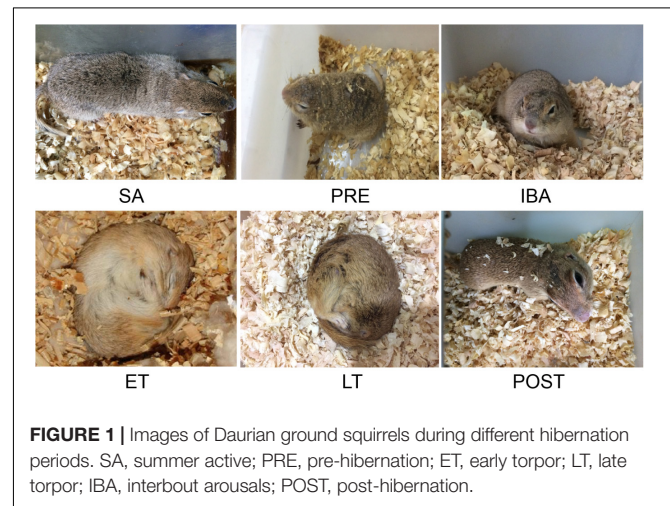 SA PRE IBA
ET LT POST
FIGURE 1 | Images of Daurian ground squirrels during different hibernation
periods. SA, summer active; PRE, pre-hibernation; ET, early torpor; LT, late
torpor; IBA, interbout arousals; POST, post-hibernation.